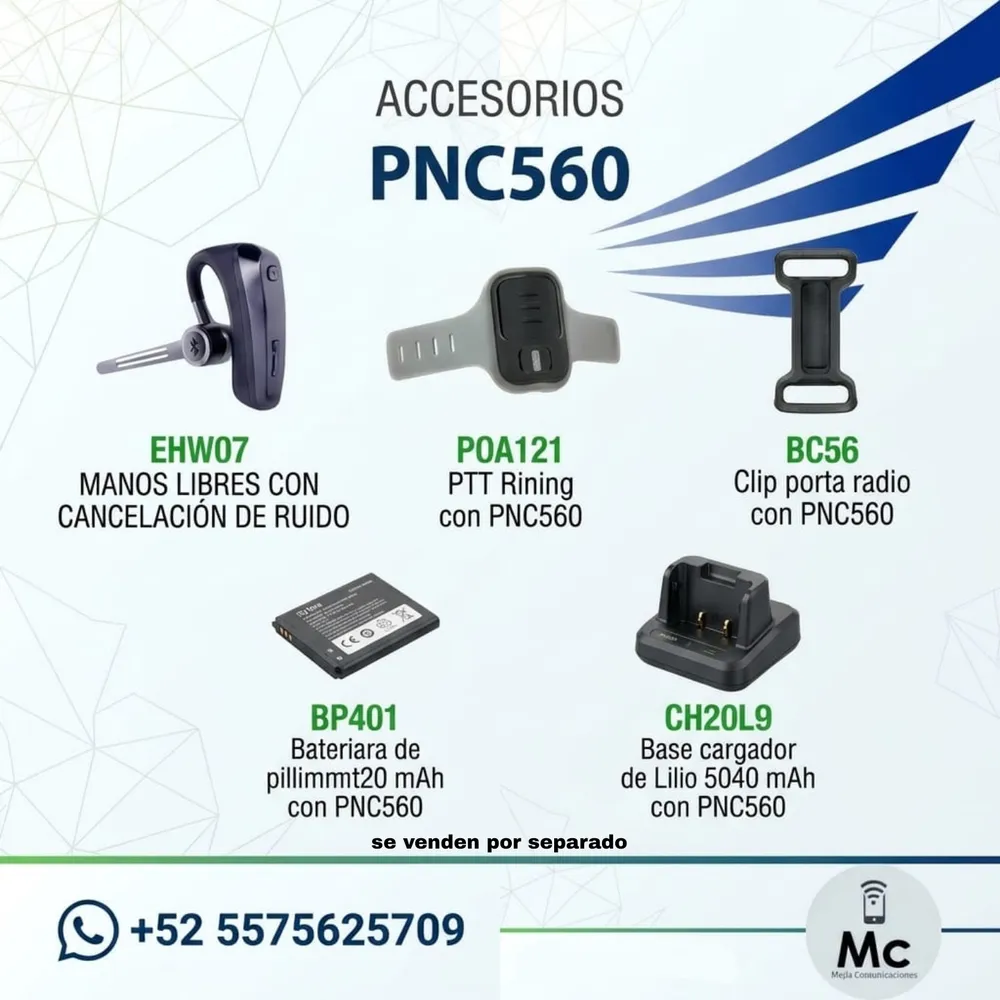 ACCESORIOS
PNC560
EHW07
MANOS LIBRES CON
CANCELACIÓN DE RUIDO
POA121
PTT Rining
con PNC560
BC56
Clip porta radio
con PNC560
BP401
Bateriara de
pillimmt20 mAh
con PNC560
CH20L9
Base cargador
de Lilio 5040 mAh
con PNC560
se venden por separado
+52 5575625709
Mc
Mejla Comunicaciones